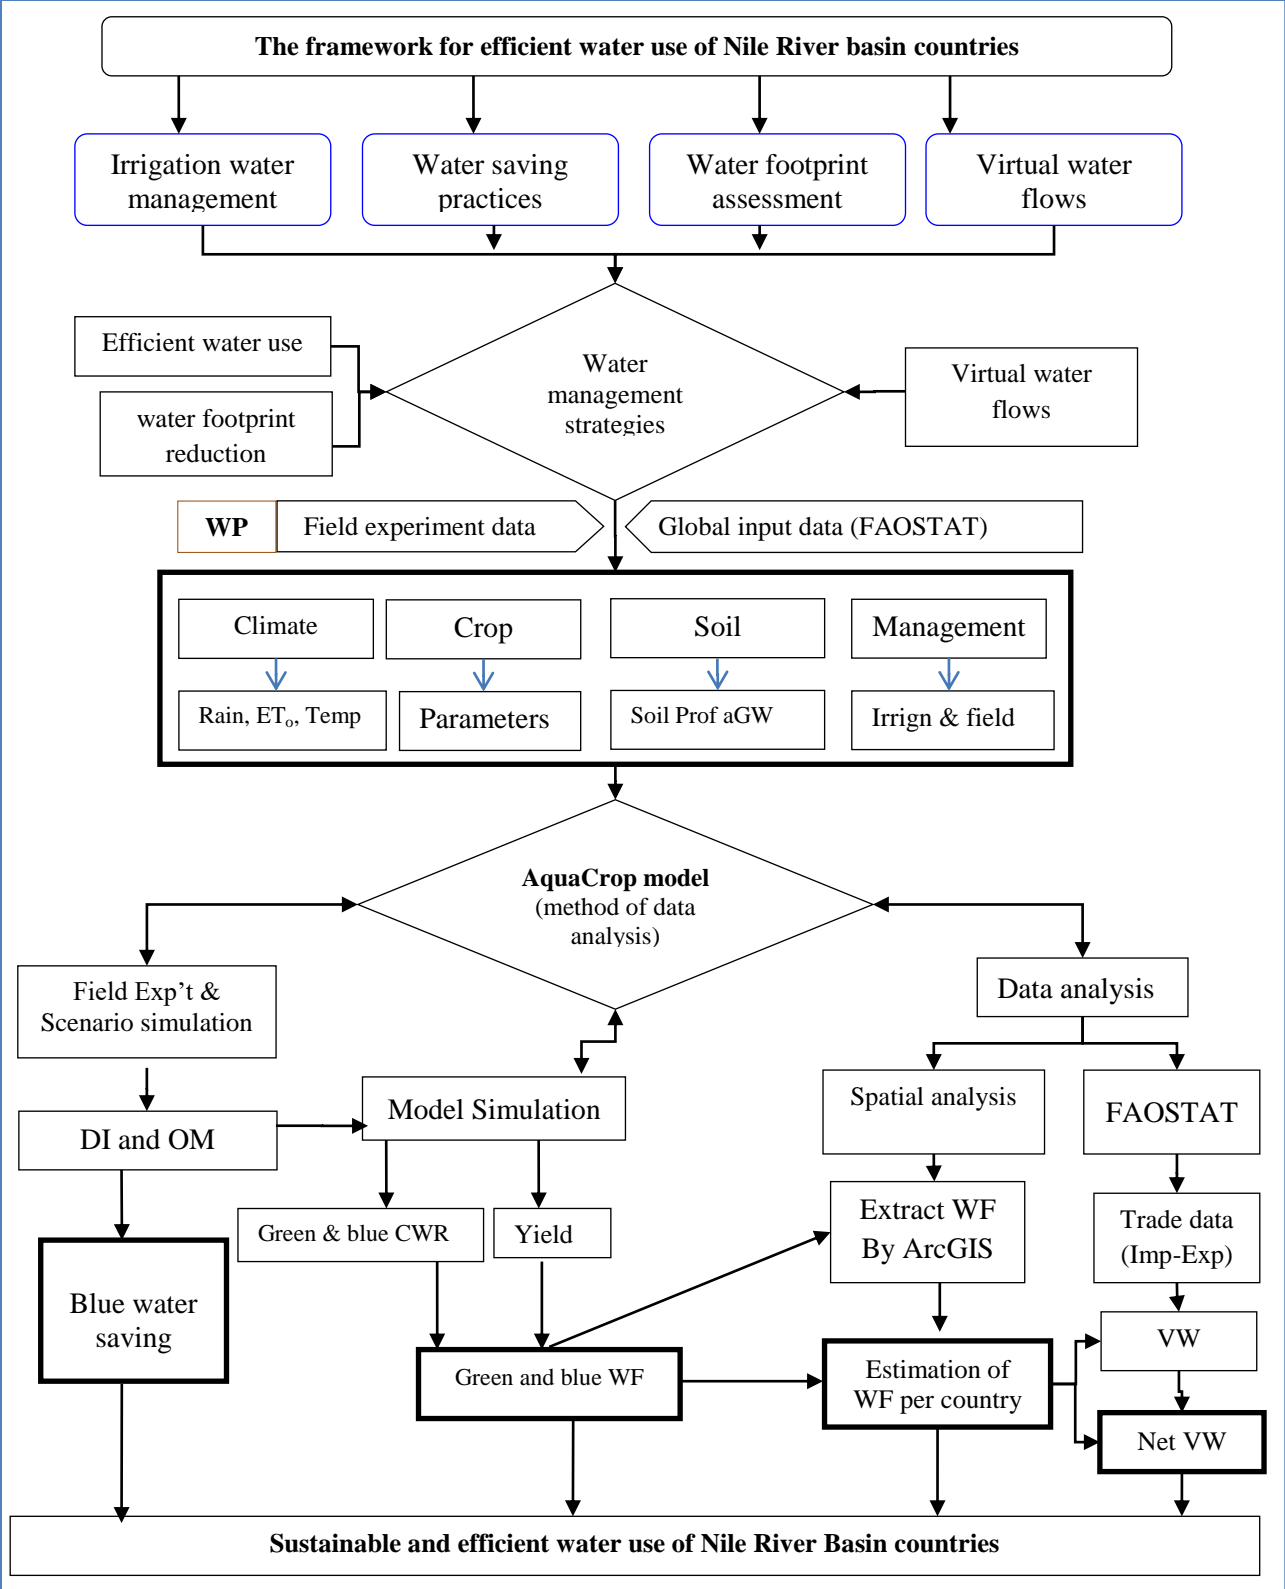 The framework for efficient water use of Nile River basin countries
Irrigation water
management
Water saving
practices
Water footprint
assessment
Virtual water
flows
Efficient water use
water footprint
reduction
Water
management
strategies
Virtual water
flows
WP
Field experiment data
Global input data (FAOSTAT)
Climate
Crop
Soil
Management
Rain, ETo, Temp
Parameters
Soil Prof aGW
Irrign & field
AquaCrop model
(method of data
analysis)
Field Exp’t &
Scenario simulation
Data analysis
DI and OM
Model Simulation
Spatial analysis
FAOSTAT
Green & blue CWR
Yield
Extract WF
By ArcGIS
Trade data
(Imp-Exp)
Blue water
saving
Green and blue WF
Estimation of
WF per country
VW
Net VW
Sustainable and efficient water use of Nile River Basin countries